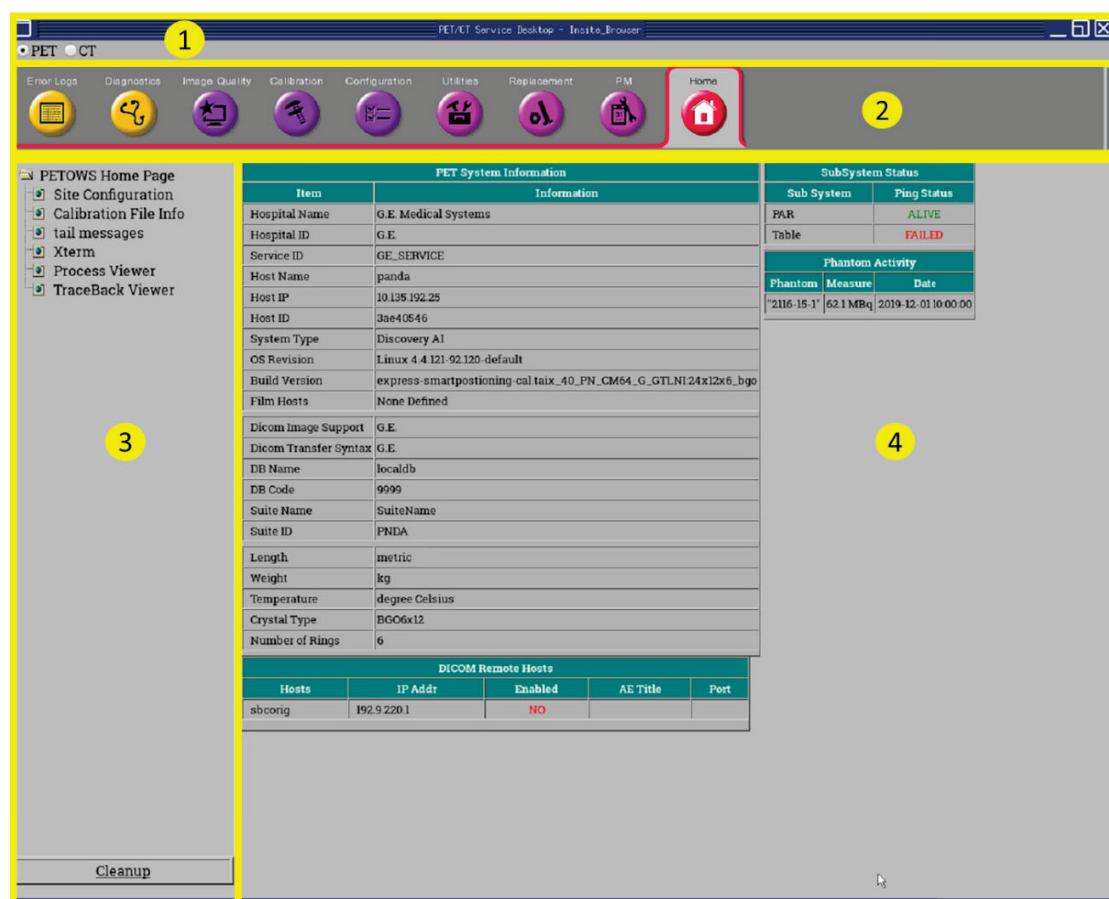 PET/CT Service Desktop - Insite_Browser
PET CT
1
Error Logs Diagnostics Image Quality Calibration Configuration Utilities Replacement PM Home
2
PETOWS Home Page
Site Configuration
Calibration File Info
tail messages
Xterm
Process Viewer
TraceBack Viewer
3
Cleanup
PET System Information
Item Information
Hospital Name G.E. Medical Systems
Hospital ID G.E.
Service ID GE_SERVICE
Host Name panda
Host IP 10.135.192.25
Host ID 3ae40546
System Type Discovery AI
OS Revision Linux 4.4.121-92.120-default
Build Version express-smartpostioning-cal.taix_40_PN_CM64_G_GTLNI:24x12x6_bgo
Film Hosts None Defined
Dicom Image Support G.E.
Dicom Transfer Syntax G.E.
DB Name localdb
DB Code 9999
Suite Name SuiteName
Suite ID PNDA
Length metric
Weight kg
Temperature degree Celsius
Crystal Type BGO6x12
Number of Rings 6
DICOM Remote Hosts
Hosts IP Addr Enabled AE Title Port
sbcorig 192.9.220.1 NO
SubSystem Status
Sub System Ping Status
PAR ALIVE
Table FAILED
Phantom Activity
Phantom Measure Date
"2116-15-1" 62.1 MBq 2019-12-01 10:00:00
4